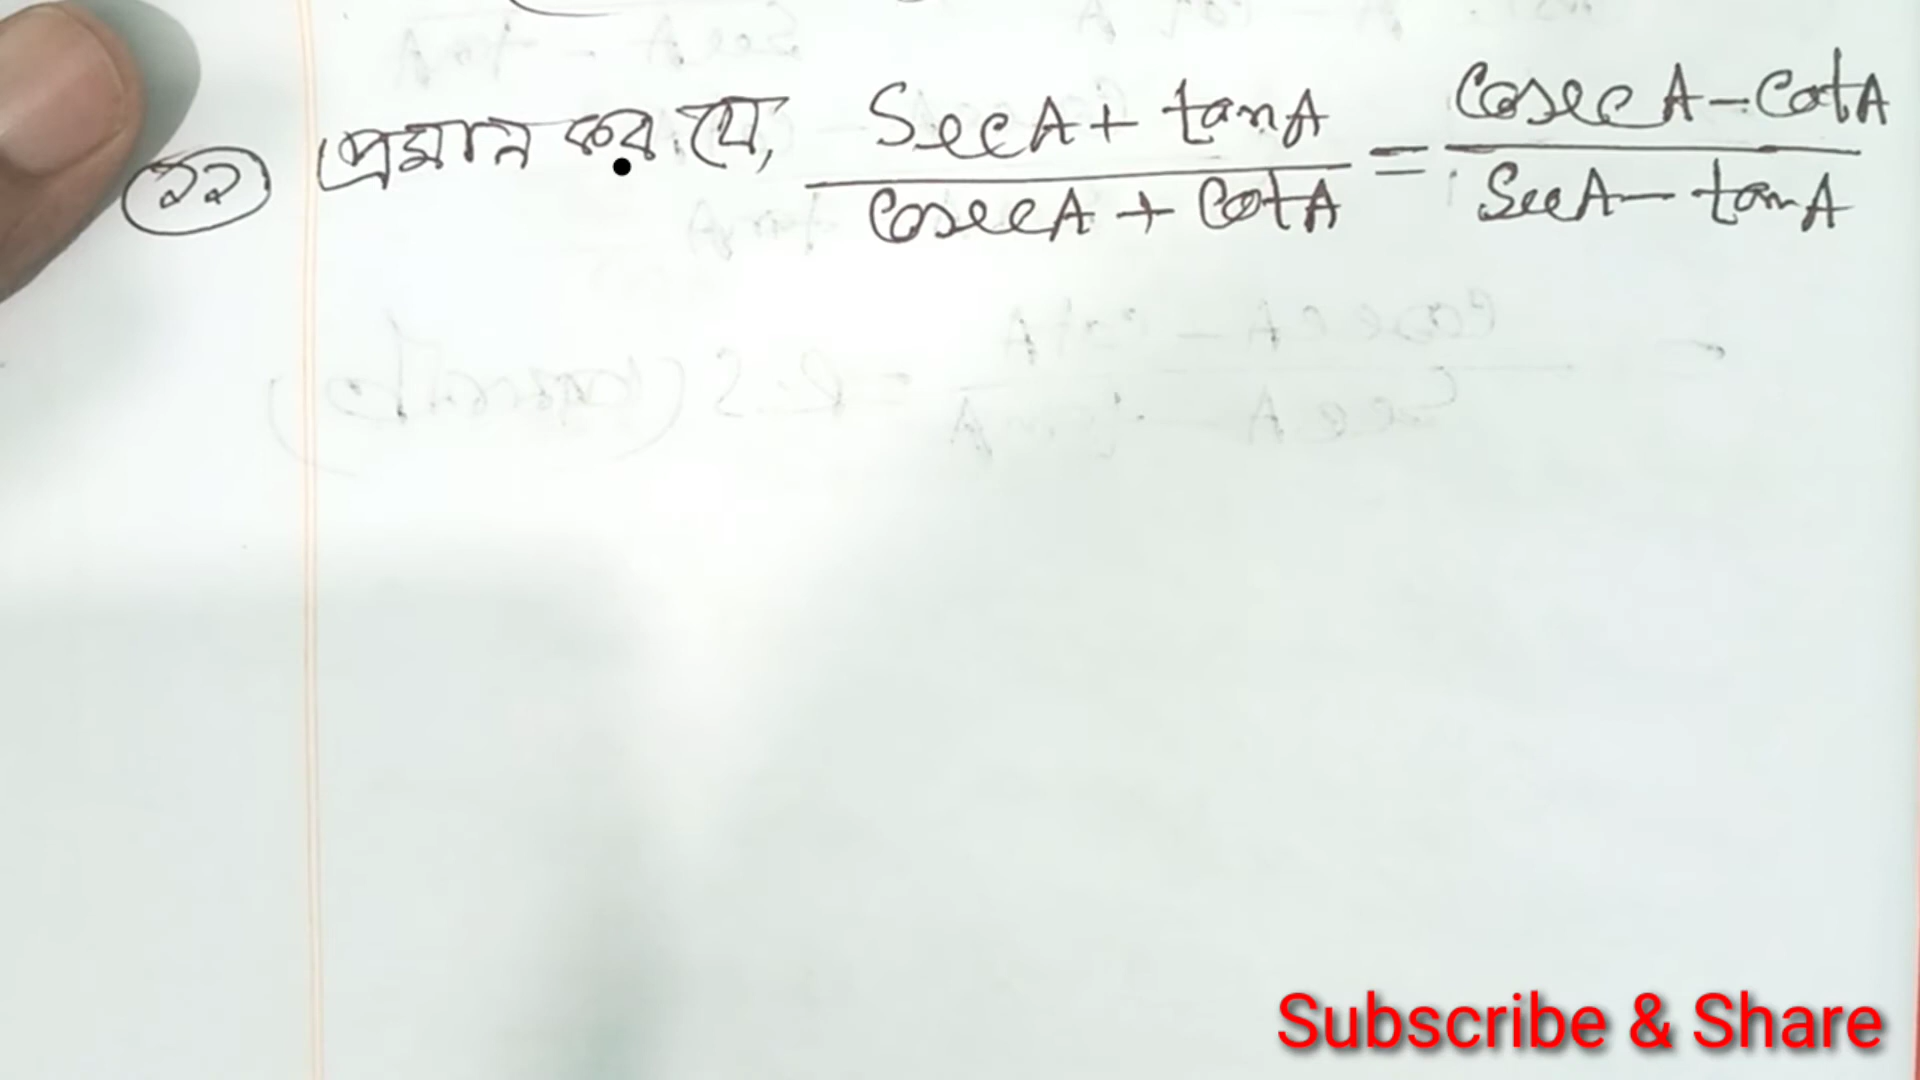 ২২ প্রমান কর যে, SecA + tanA / CosecA + CotA = CosecA - CotA / SecA - tanA
Subscribe & Share